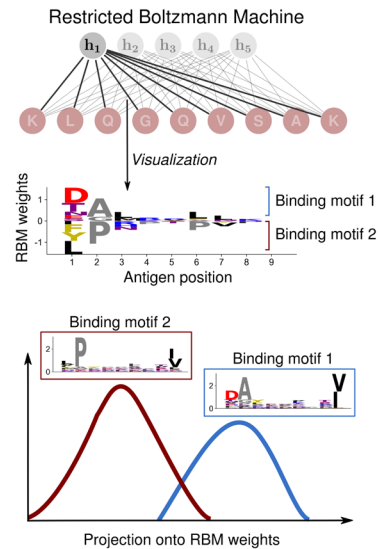 Restricted Boltzmann Machine
h1 h2 h3 h4 h5
K L Q G Q V S A K
Visualization
RBM weights
1
0
-1
D
A
P
L
Binding motif 1
Binding motif 2
1 2 3 4 5 6 7 8 9
Antigen position
Binding motif 2
2
0
P
Binding motif 1
2
0
D A V
Projection onto RBM weights